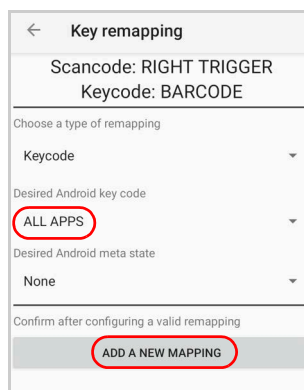 Key remapping
Scancode: RIGHT TRIGGER
Keycode: BARCODE
Choose a type of remapping
Keycode
Desired Android key code
ALL APPS
Desired Android meta state
None
Confirm after configuring a valid remapping
ADD A NEW MAPPING